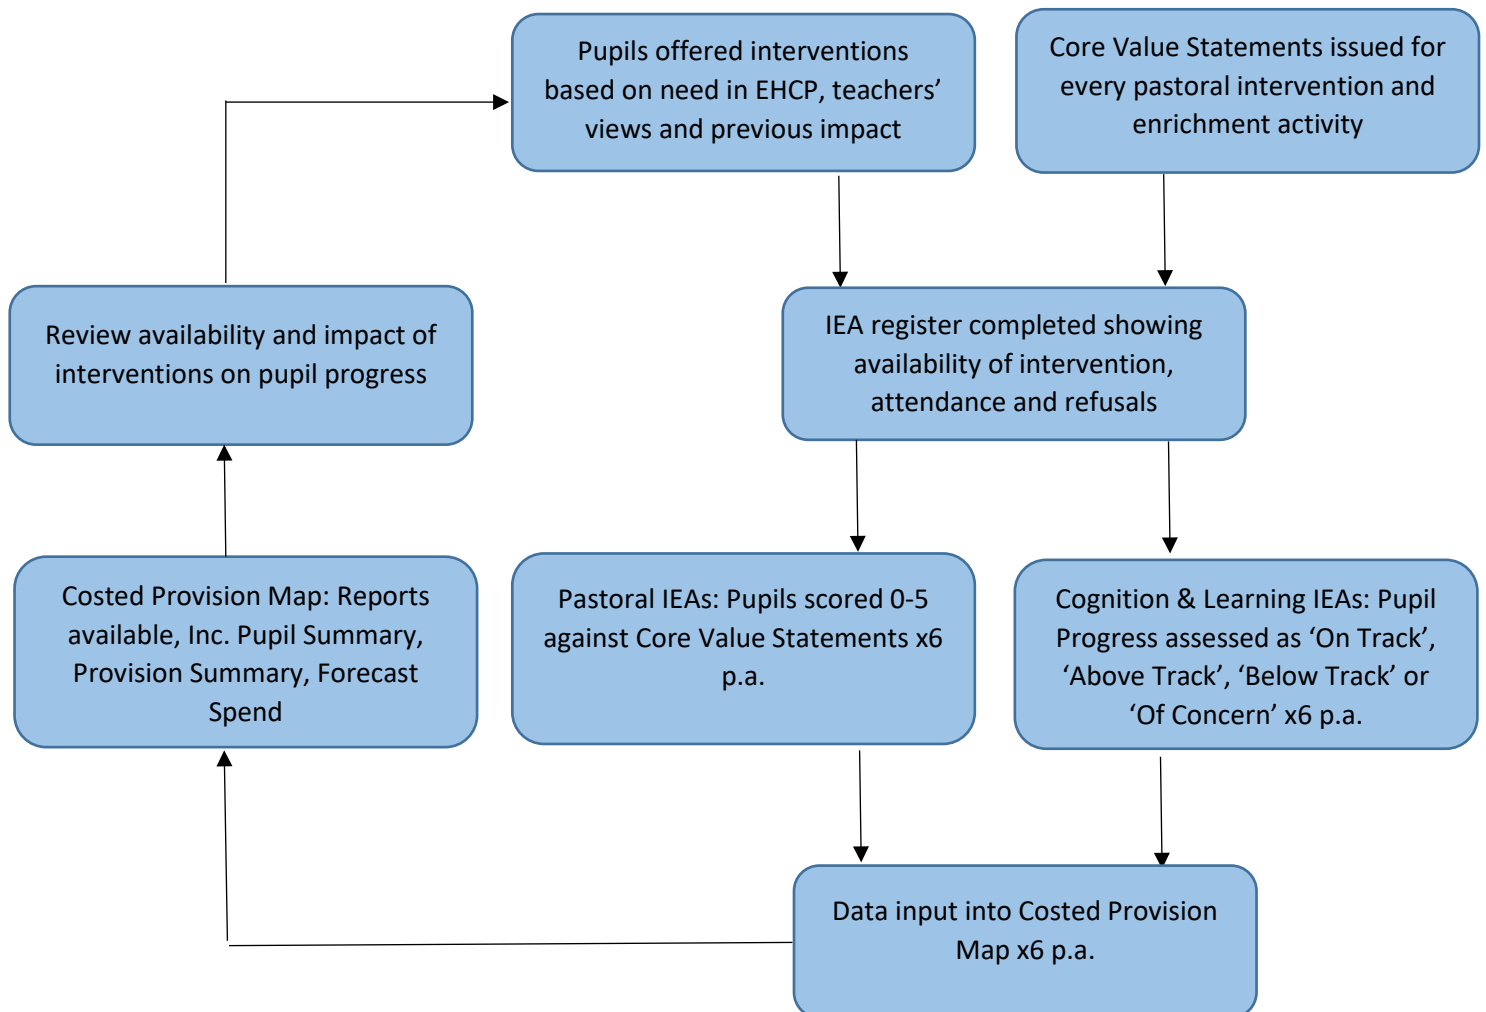 Pupils offered interventions
based on need in EHCP, teachers’
views and previous impact
Core Value Statements issued for
every pastoral intervention and
enrichment activity
Review availability and impact of
interventions on pupil progress
IEA register completed showing
availability of intervention,
attendance and refusals
Costed Provision Map: Reports
available, Inc. Pupil Summary,
Provision Summary, Forecast
Spend
Pastoral IEAs: Pupils scored 0-5
against Core Value Statements x6
p.a.
Cognition & Learning IEAs: Pupil
Progress assessed as ‘On Track’,
‘Above Track’, ‘Below Track’ or
‘Of Concern’ x6 p.a.
Data input into Costed Provision
Map x6 p.a.